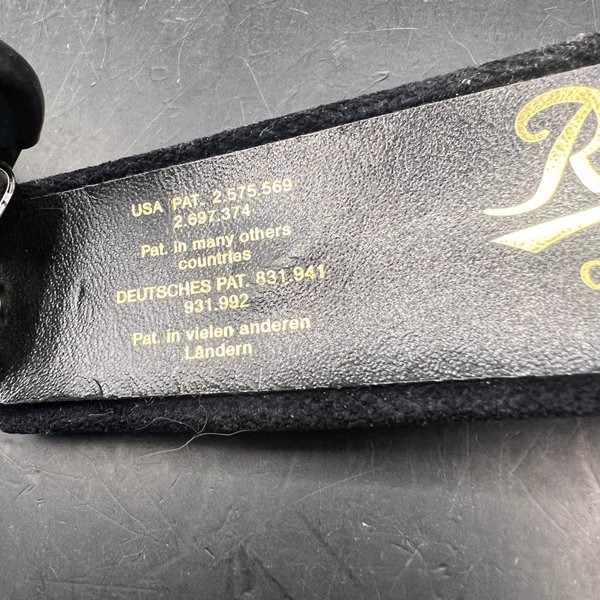 USA PAT. 2.575.569
2.697.374
Pat. in many others
countries
DEUTSCHES PAT. 831.941
931.992
Pat. in vielen anderen
Ländern